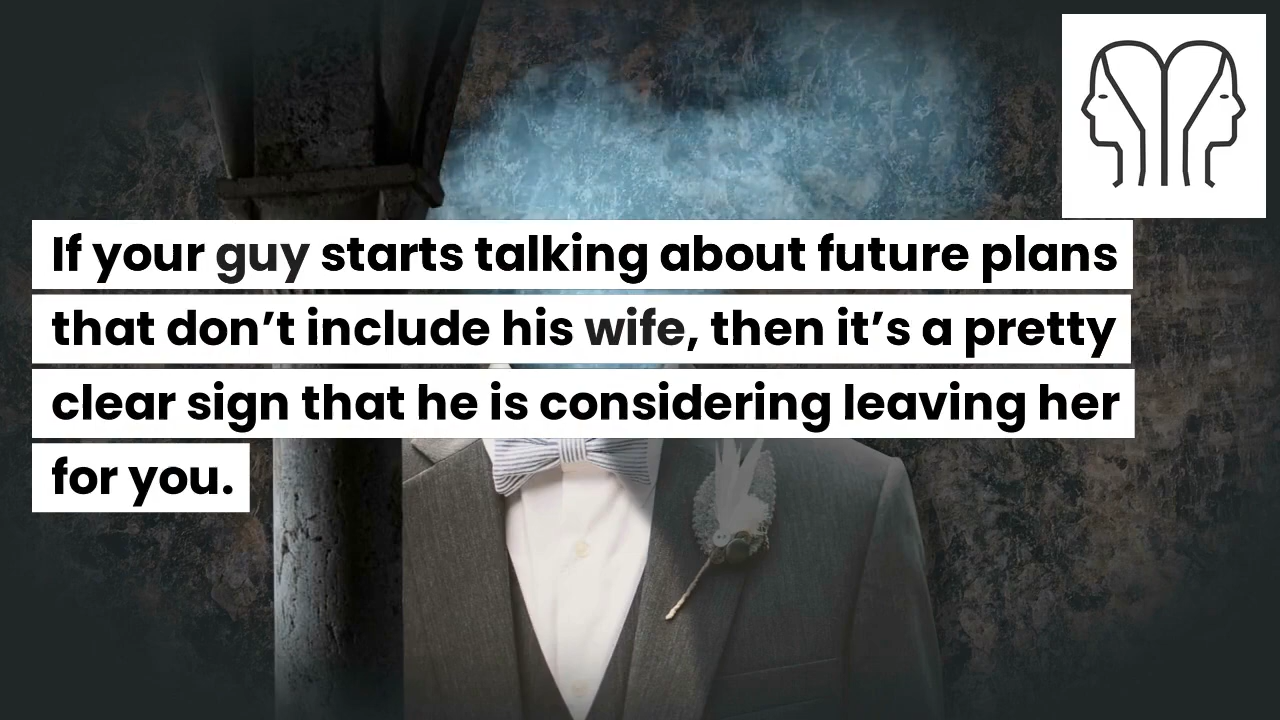 If your guy starts talking about future plans
that don’t include his wife, then it’s a pretty
clear sign that he is considering leaving her
for you.